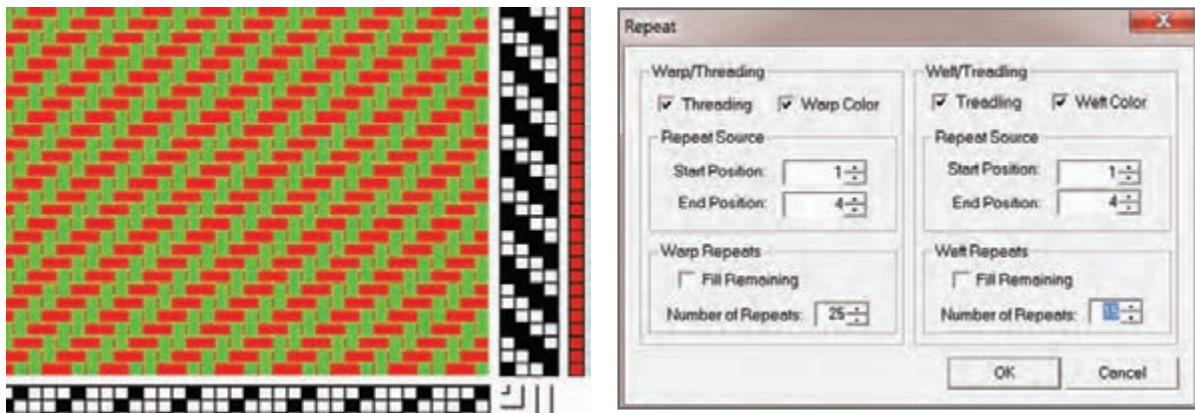 Repeat
Warp/Threading
Threading Warp Color
Repeat Source
Start Position: 1
End Position: 4
Warp Repeats
Fill Remaining
Number of Repeats: 25
Weft/Treadling
Treadling Weft Color
Repeat Source
Start Position: 1
End Position: 4
Weft Repeats
Fill Remaining
Number of Repeats: 15
OK Cancel